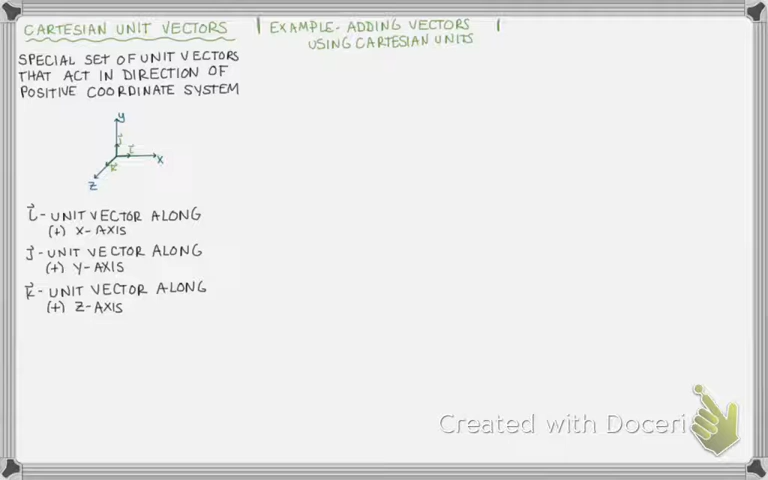 CARTESIAN UNIT VECTORS
SPECIAL SET OF UNIT VECTORS
THAT ACT IN DIRECTION OF
POSITIVE COORDINATE SYSTEM
Y
J
i
X
K
Z
i - UNIT VECTOR ALONG
(+) X-AXIS
J - UNIT VECTOR ALONG
(+) Y-AXIS
K - UNIT VECTOR ALONG
(+) Z-AXIS
EXAMPLE - ADDING VECTORS
USING CARTESIAN UNITS
Created with Doceri